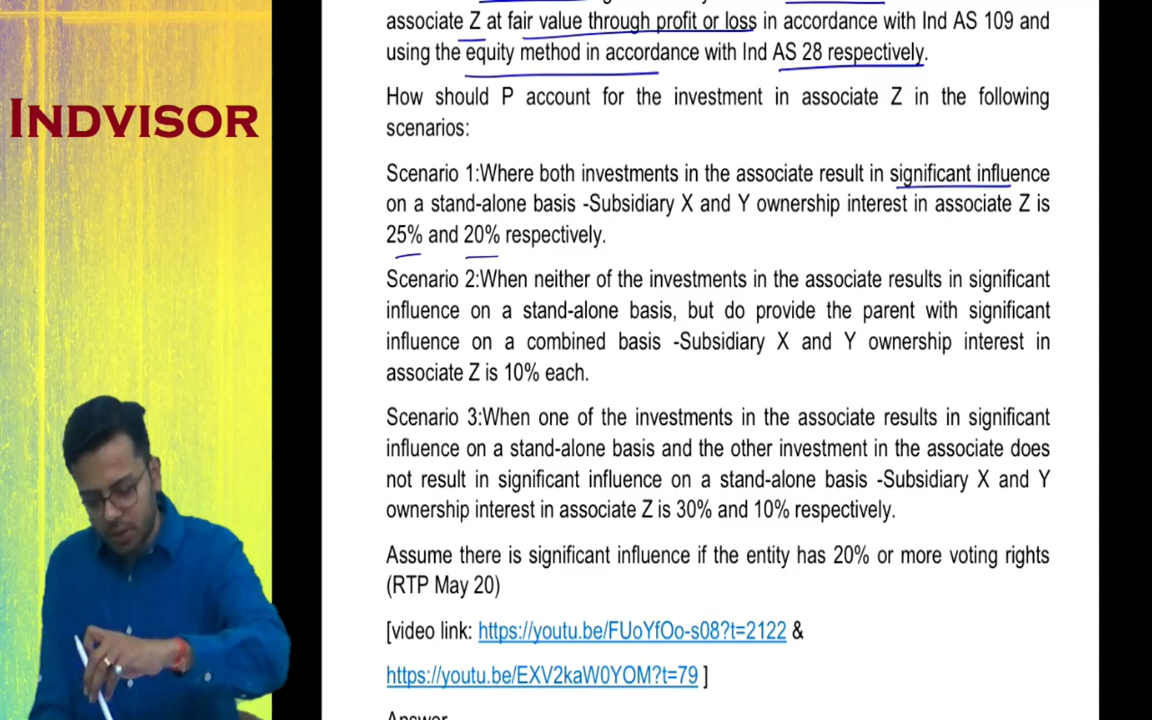 INDVISOR
associate Z at fair value through profit or loss in accordance with Ind AS 109 and
using the equity method in accordance with Ind AS 28 respectively.
How should P account for the investment in associate Z in the following
scenarios:
Scenario 1:Where both investments in the associate result in significant influence
on a stand-alone basis -Subsidiary X and Y ownership interest in associate Z is
25% and 20% respectively.
Scenario 2:When neither of the investments in the associate results in significant
influence on a stand-alone basis, but do provide the parent with significant
influence on a combined basis -Subsidiary X and Y ownership interest in
associate Z is 10% each.
Scenario 3:When one of the investments in the associate results in significant
influence on a stand-alone basis and the other investment in the associate does
not result in significant influence on a stand-alone basis -Subsidiary X and Y
ownership interest in associate Z is 30% and 10% respectively.
Assume there is significant influence if the entity has 20% or more voting rights
(RTP May 20)
[video link: https://youtu.be/FUoYfOo-s08?t=2122 &
https://youtu.be/EXV2kaW0YOM?t=79 ]
Answer